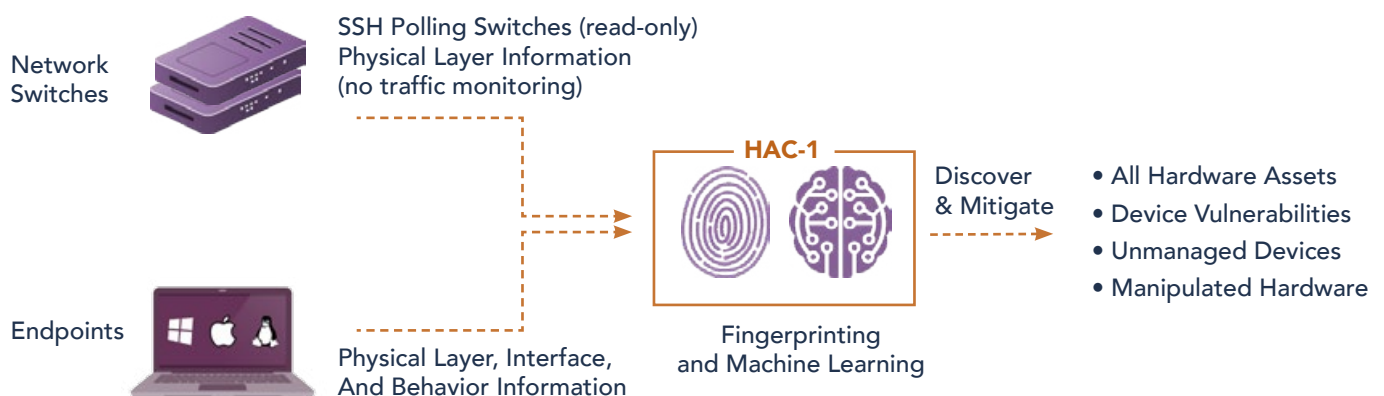 Network
Switches
SSH Polling Switches (read-only)
Physical Layer Information
(no traffic monitoring)
HAC-1
Discover
& Mitigate
• All Hardware Assets
• Device Vulnerabilities
• Unmanaged Devices
• Manipulated Hardware
Endpoints
Physical Layer, Interface,
And Behavior Information
Fingerprinting
and Machine Learning